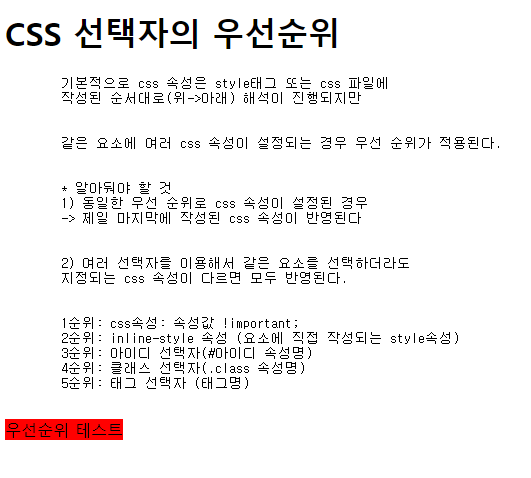 CSS 선택자의 우선순위
기본적으로 css 속성은 style태그 또는 css 파일에
작성된 순서대로(위->아래) 해석이 진행되지만
같은 요소에 여러 css 속성이 설정되는 경우 우선 순위가 적용된다.
* 알아둬야 할 것
1) 동일한 우선 순위로 css 속성이 설정된 경우
-> 제일 마지막에 작성된 css 속성이 반영된다
2) 여러 선택자를 이용해서 같은 요소를 선택하더라도
지정되는 css 속성이 다르면 모두 반영된다.
1순위: css속성: 속성값 !important;
2순위: inline-style 속성 (요소에 직접 작성되는 style속성)
3순위: 아이디 선택자(#아이디 속성명)
4순위: 클래스 선택자(.class 속성명)
5순위: 태그 선택자 (태그명)
우선순위 테스트